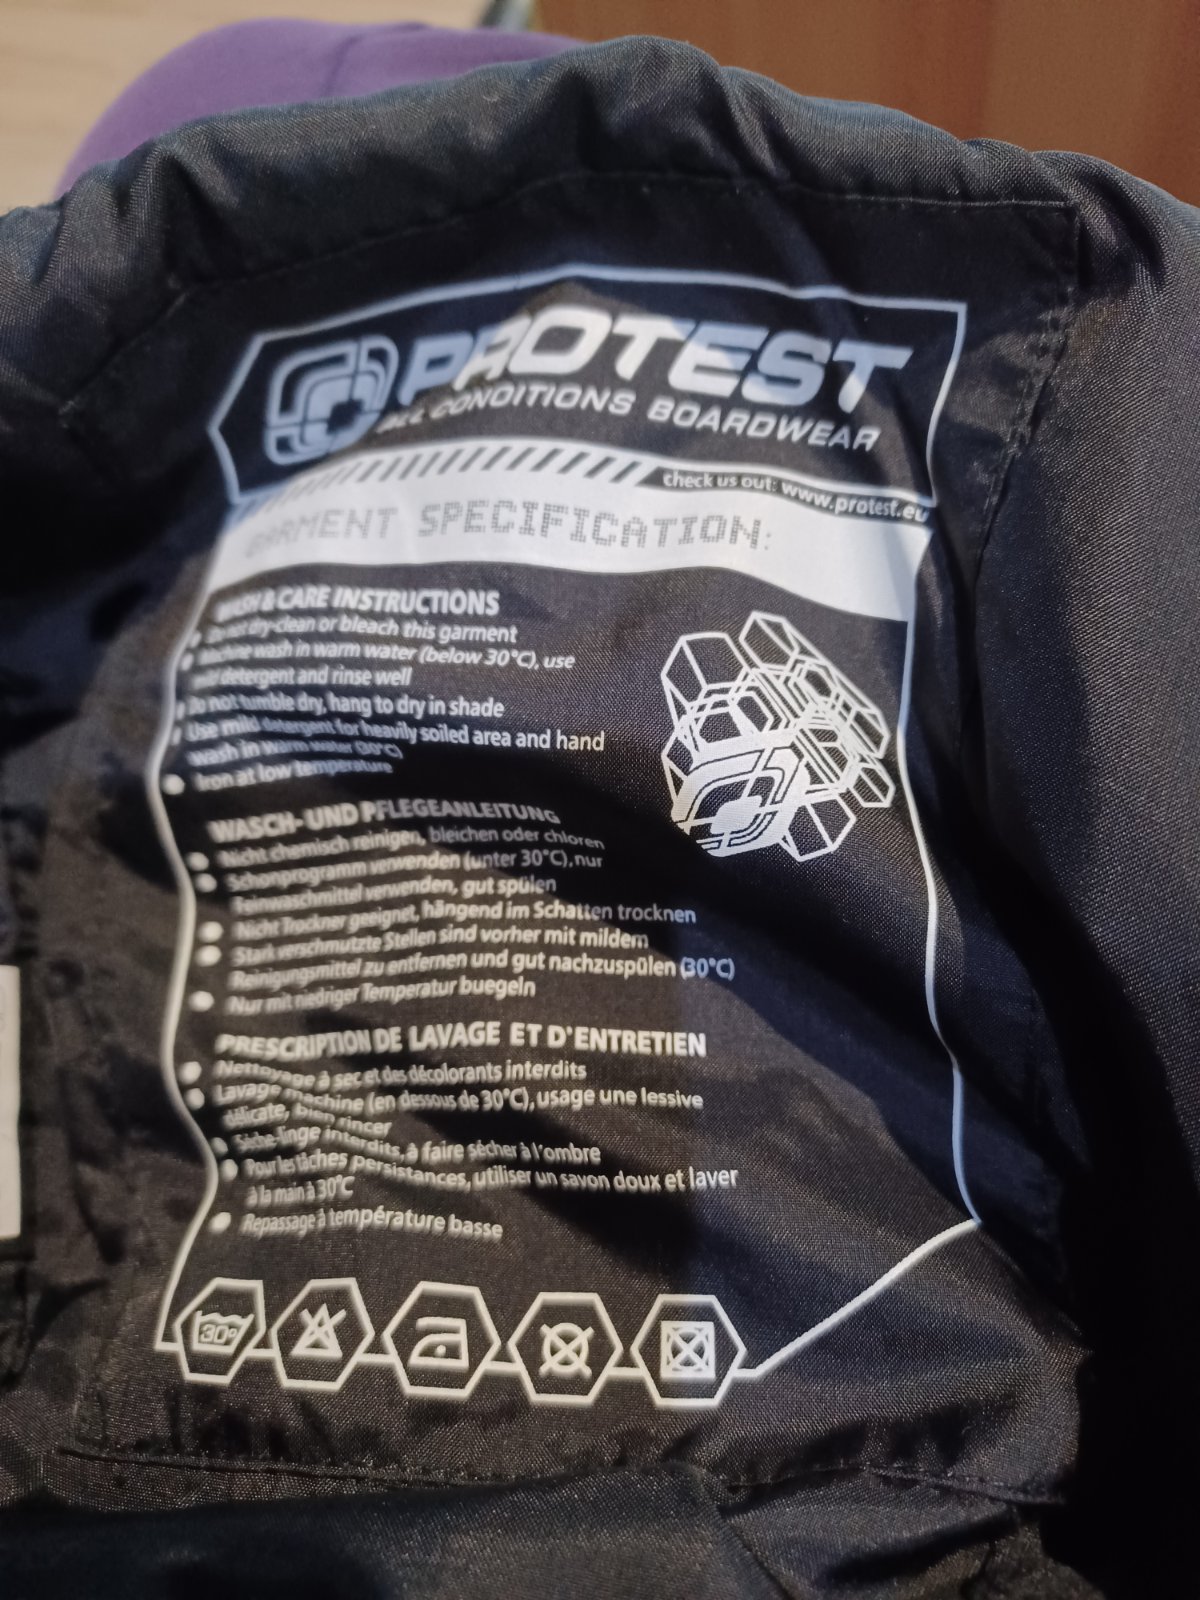 PROTEST
ALL CONDITIONS BOARDWEAR
check us out: www.protest.eu
GARMENT SPECIFICATION:
WASH & CARE INSTRUCTIONS
Do not dry-clean or bleach this garment
Machine wash in warm water (below 30°C), use
mild detergent and rinse well
Do not tumble dry, hang to dry in shade
Use mild detergent for heavily soiled area and hand
wash in warm water (30°C)
Iron at low temperature
WASCH- UND PFLEGEANLEITUNG
Nicht chemisch reinigen, bleichen oder chloren
Schonprogramm verwenden (unter 30°C), nur
Feinwaschmittel verwenden, gut spülen
Nicht Trockner geeignet, hängend im Schatten trocknen
Stark verschmutzte Stellen sind vorher mit mildem
Reinigungsmittel zu entfernen und gut nachzuspülen (30°C)
Nur mit niedriger Temperatur buegeln
PRESCRIPTION DE LAVAGE ET D'ENTRETIEN
Nettoyage à sec et des décolorants interdits
Lavage machine (en dessous de 30°C), usage une lessive
délicate, bien rincer
Sèche-linge interdits, à faire sécher à l'ombre
Pour les tâches persistances, utiliser un savon doux et laver
à la main à 30°C
Repassage à température basse
30°